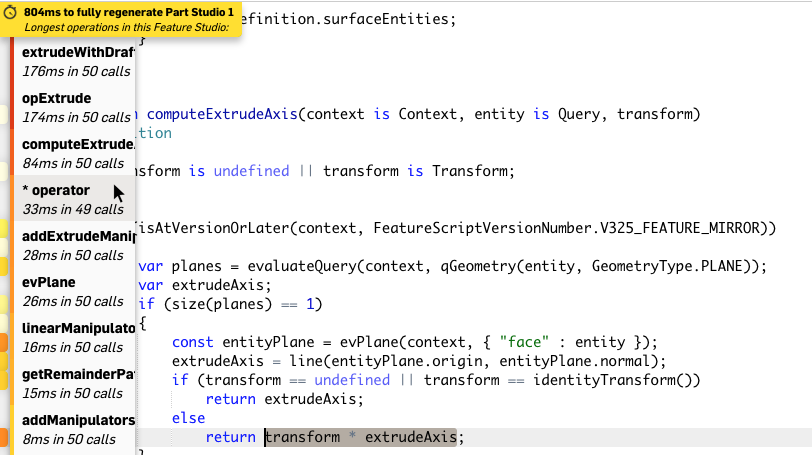 804ms to fully regenerate Part Studio 1
Longest operations in this Feature Studio:
extrudeWithDraf
176ms in 50 calls
opExtrude
174ms in 50 calls
computeExtrude
84ms in 50 calls
* operator
33ms in 49 calls
addExtrudeManip
28ms in 50 calls
evPlane
26ms in 50 calls
linearManipulato
16ms in 50 calls
getRemainderPa
15ms in 50 calls
addManipulators
8ms in 50 calls
efinition.surfaceEntities;
}
computeExtrudeAxis(context is Context, entity is Query, transform)
ition
nsform is undefined || transform is Transform;
isAtVersionOrLater(context, FeatureScriptVersionNumber.V325_FEATURE_MIRROR))
var planes = evaluateQuery(context, qGeometry(entity, GeometryType.PLANE));
var extrudeAxis;
if (size(planes) == 1)
{
const entityPlane = evPlane(context, { "face" : entity });
extrudeAxis = line(entityPlane.origin, entityPlane.normal);
if (transform == undefined || transform == identityTransform())
return extrudeAxis;
else
return transform * extrudeAxis;
}